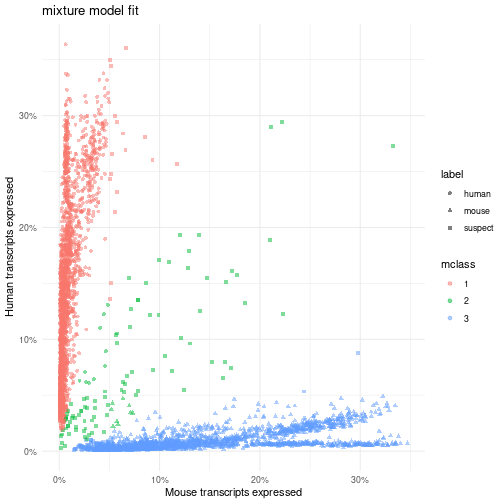 mixture model fit
Human transcripts expressed
30%
20%
10%
0%
0%
10%
20%
30%
Mouse transcripts expressed
label
human
mouse
suspect
mclass
1
2
3